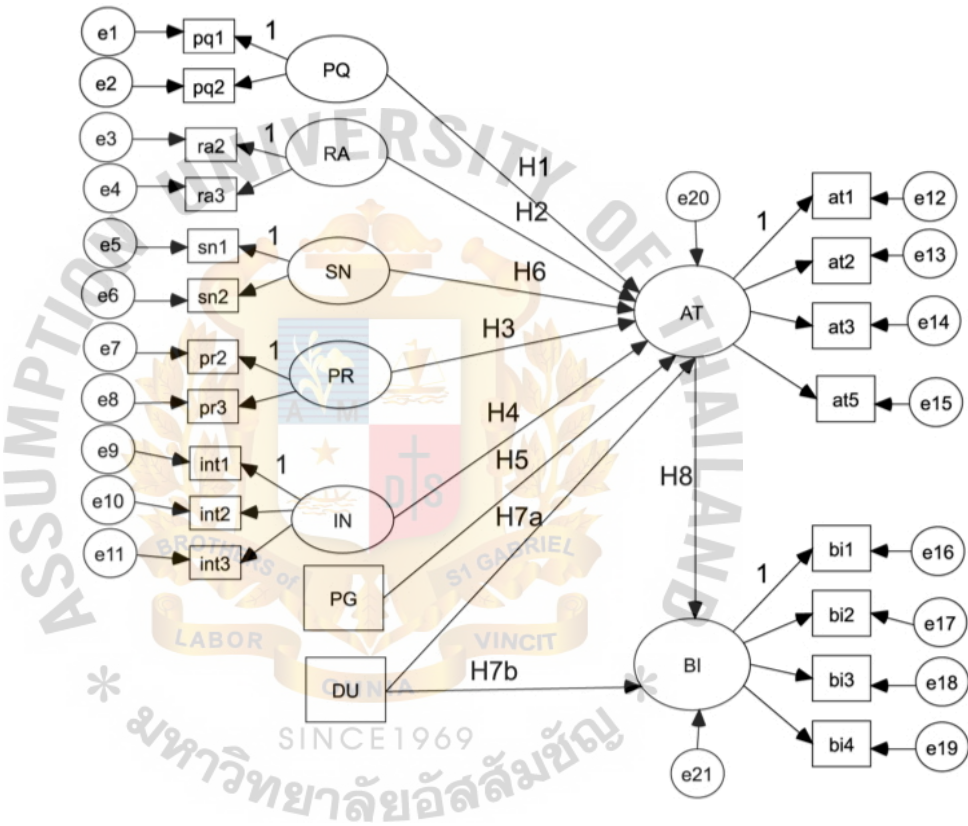 e1 pq1 1 PQ
e2 pq2
e3 ra2 1 RA
e4 ra3
e5 sn1 1 SN
e6 sn2
e7 pr2 1 PR
e8 pr3
e9 int1 1 IN
e10 int2
e11 int3
PG
DU
H1
H2
H6
H3
H4
H5
H7a
H7b
H8
e20
AT
1 at1 e12
at2 e13
at3 e14
at5 e15
BI
e21
1 bi1 e16
bi2 e17
bi3 e18
bi4 e19
ASSUMPTION UNIVERSITY OF THAILAND
A M
D S
BROTHERS of S1 GABRIEL
LABOR
OMNIA
VINCIT
SINCE1969
* มหาวิทยาลัยอัสสัมชัญ *